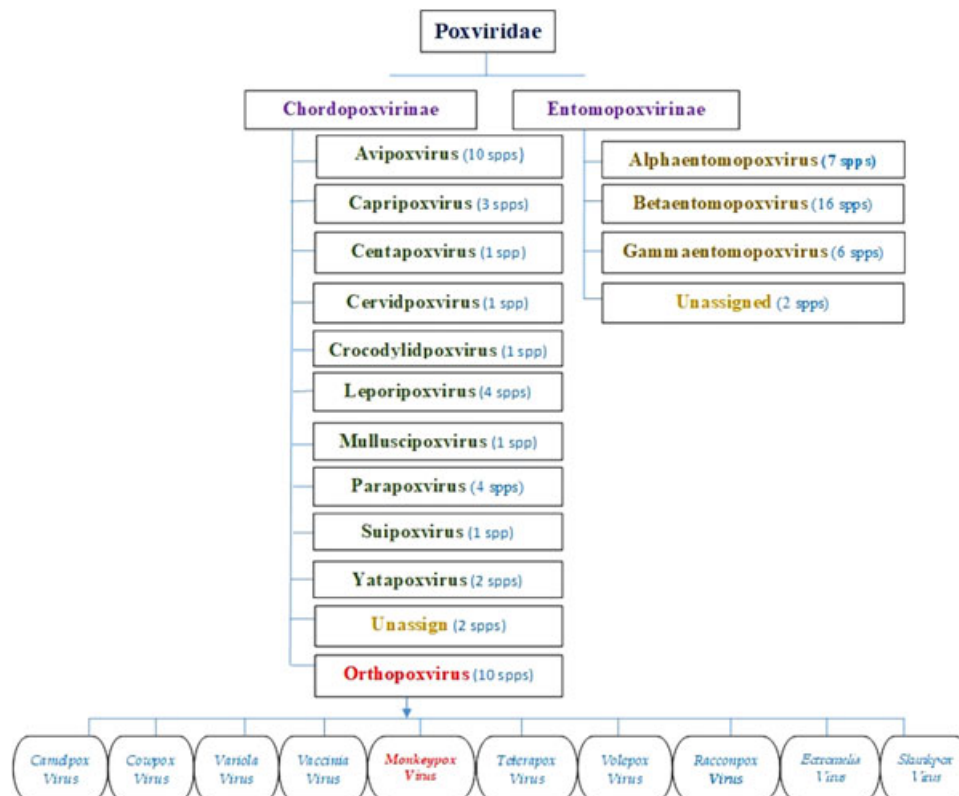 Poxviridae
Chordopoxvirinae
Entomopoxvirinae
Avipoxvirus (10 spps)
Capripoxvirus (3 spps)
Centapoxvirus (1 spp)
Cervidpoxvirus (1 spp)
Crocodylidpoxvirus (1 spp)
Leporipoxvirus (4 spps)
Mulluscipoxvirus (1 spp)
Parapoxvirus (4 spps)
Suipoxvirus (1 spp)
Yatapoxvirus (2 spps)
Unassign (2 spps)
Orthopoxvirus (10 spps)
Alphaentomopoxvirus (7 spps)
Betaentomopoxvirus (16 spps)
Gammaentomopoxvirus (6 spps)
Unassigned (2 spps)
Camelpox
Virus
Cowpox
Virus
Variola
Virus
Vaccinia
Virus
Monkeypox
Virus
Teterapox
Virus
Volepox
Virus
Racconpox
Virus
Ectromelia
Virus
Skunkpox
Virus